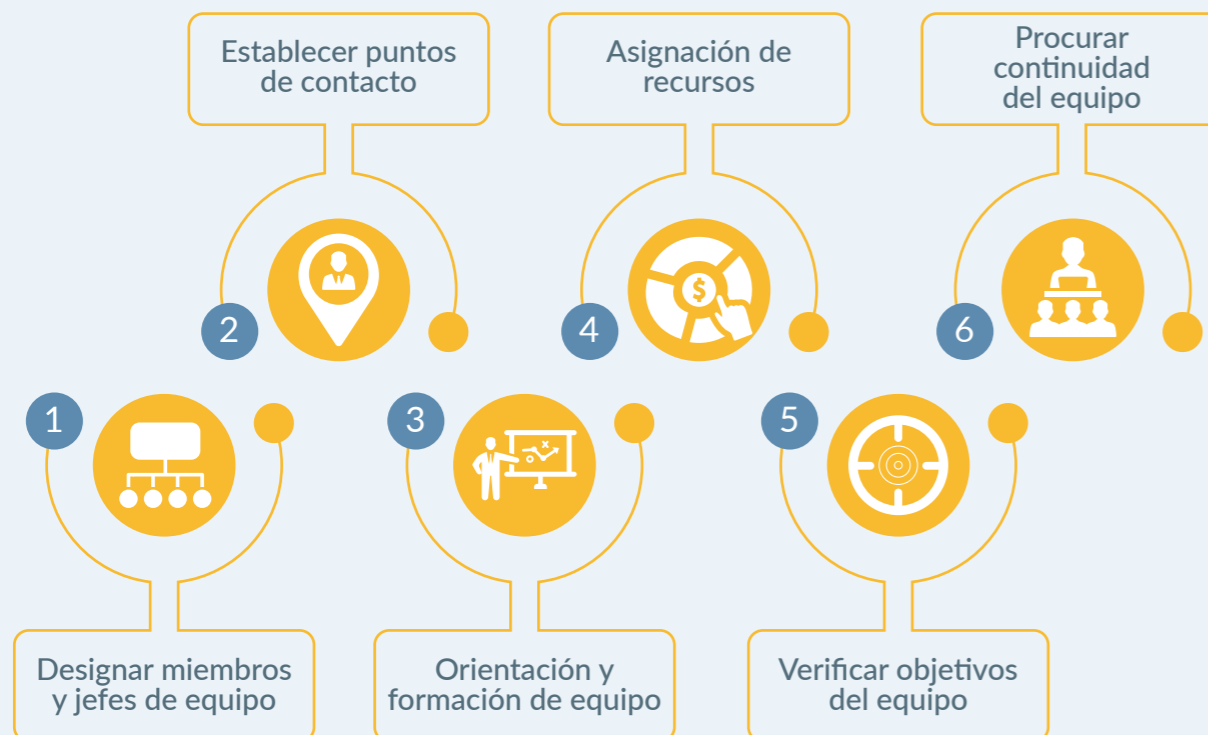 1
Designar miembros
y jefes de equipo
2
Establecer puntos
de contacto
3
Orientación y
formación de equipo
4
Asignación de
recursos
$
5
Verificar objetivos
del equipo
6
Procurar
continuidad
del equipo